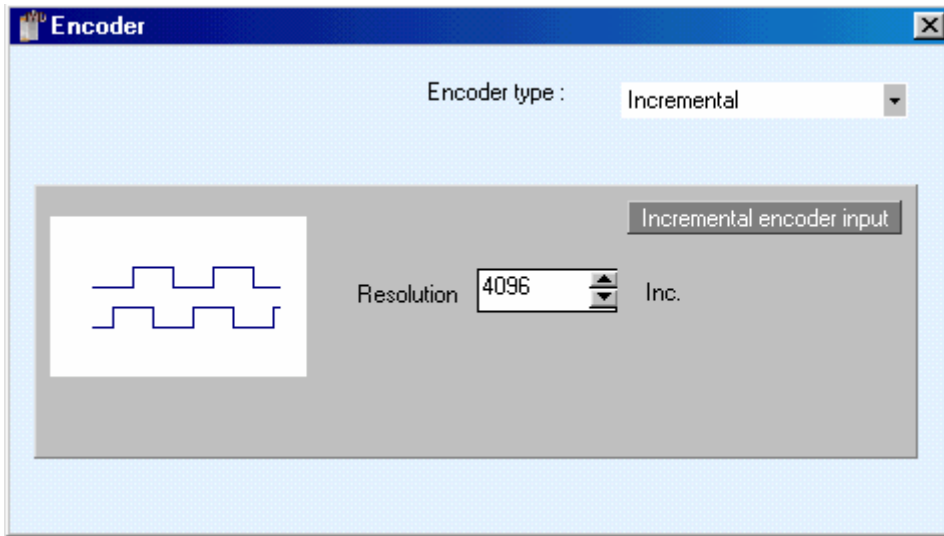 Encoder
Encoder type : Incremental
Incremental encoder input
Resolution 4096 Inc.